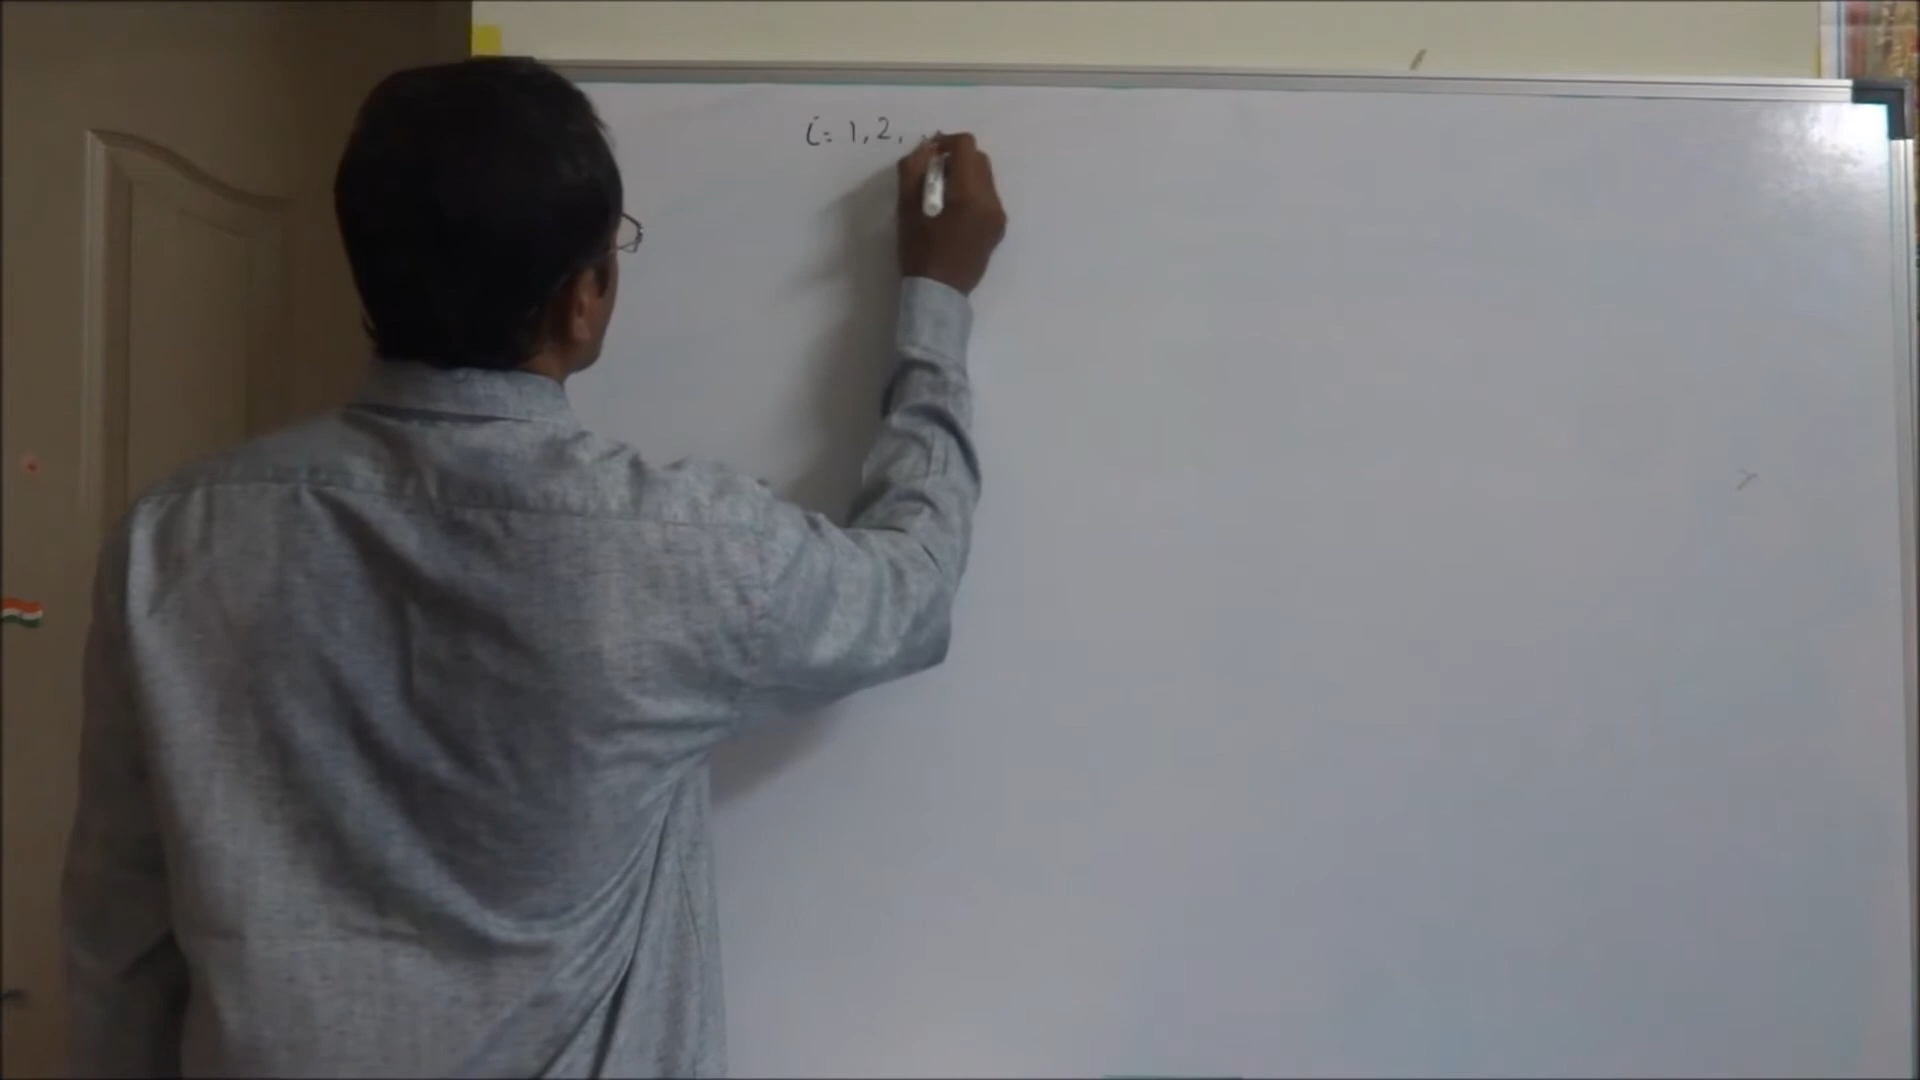 i= 1, 2, ..